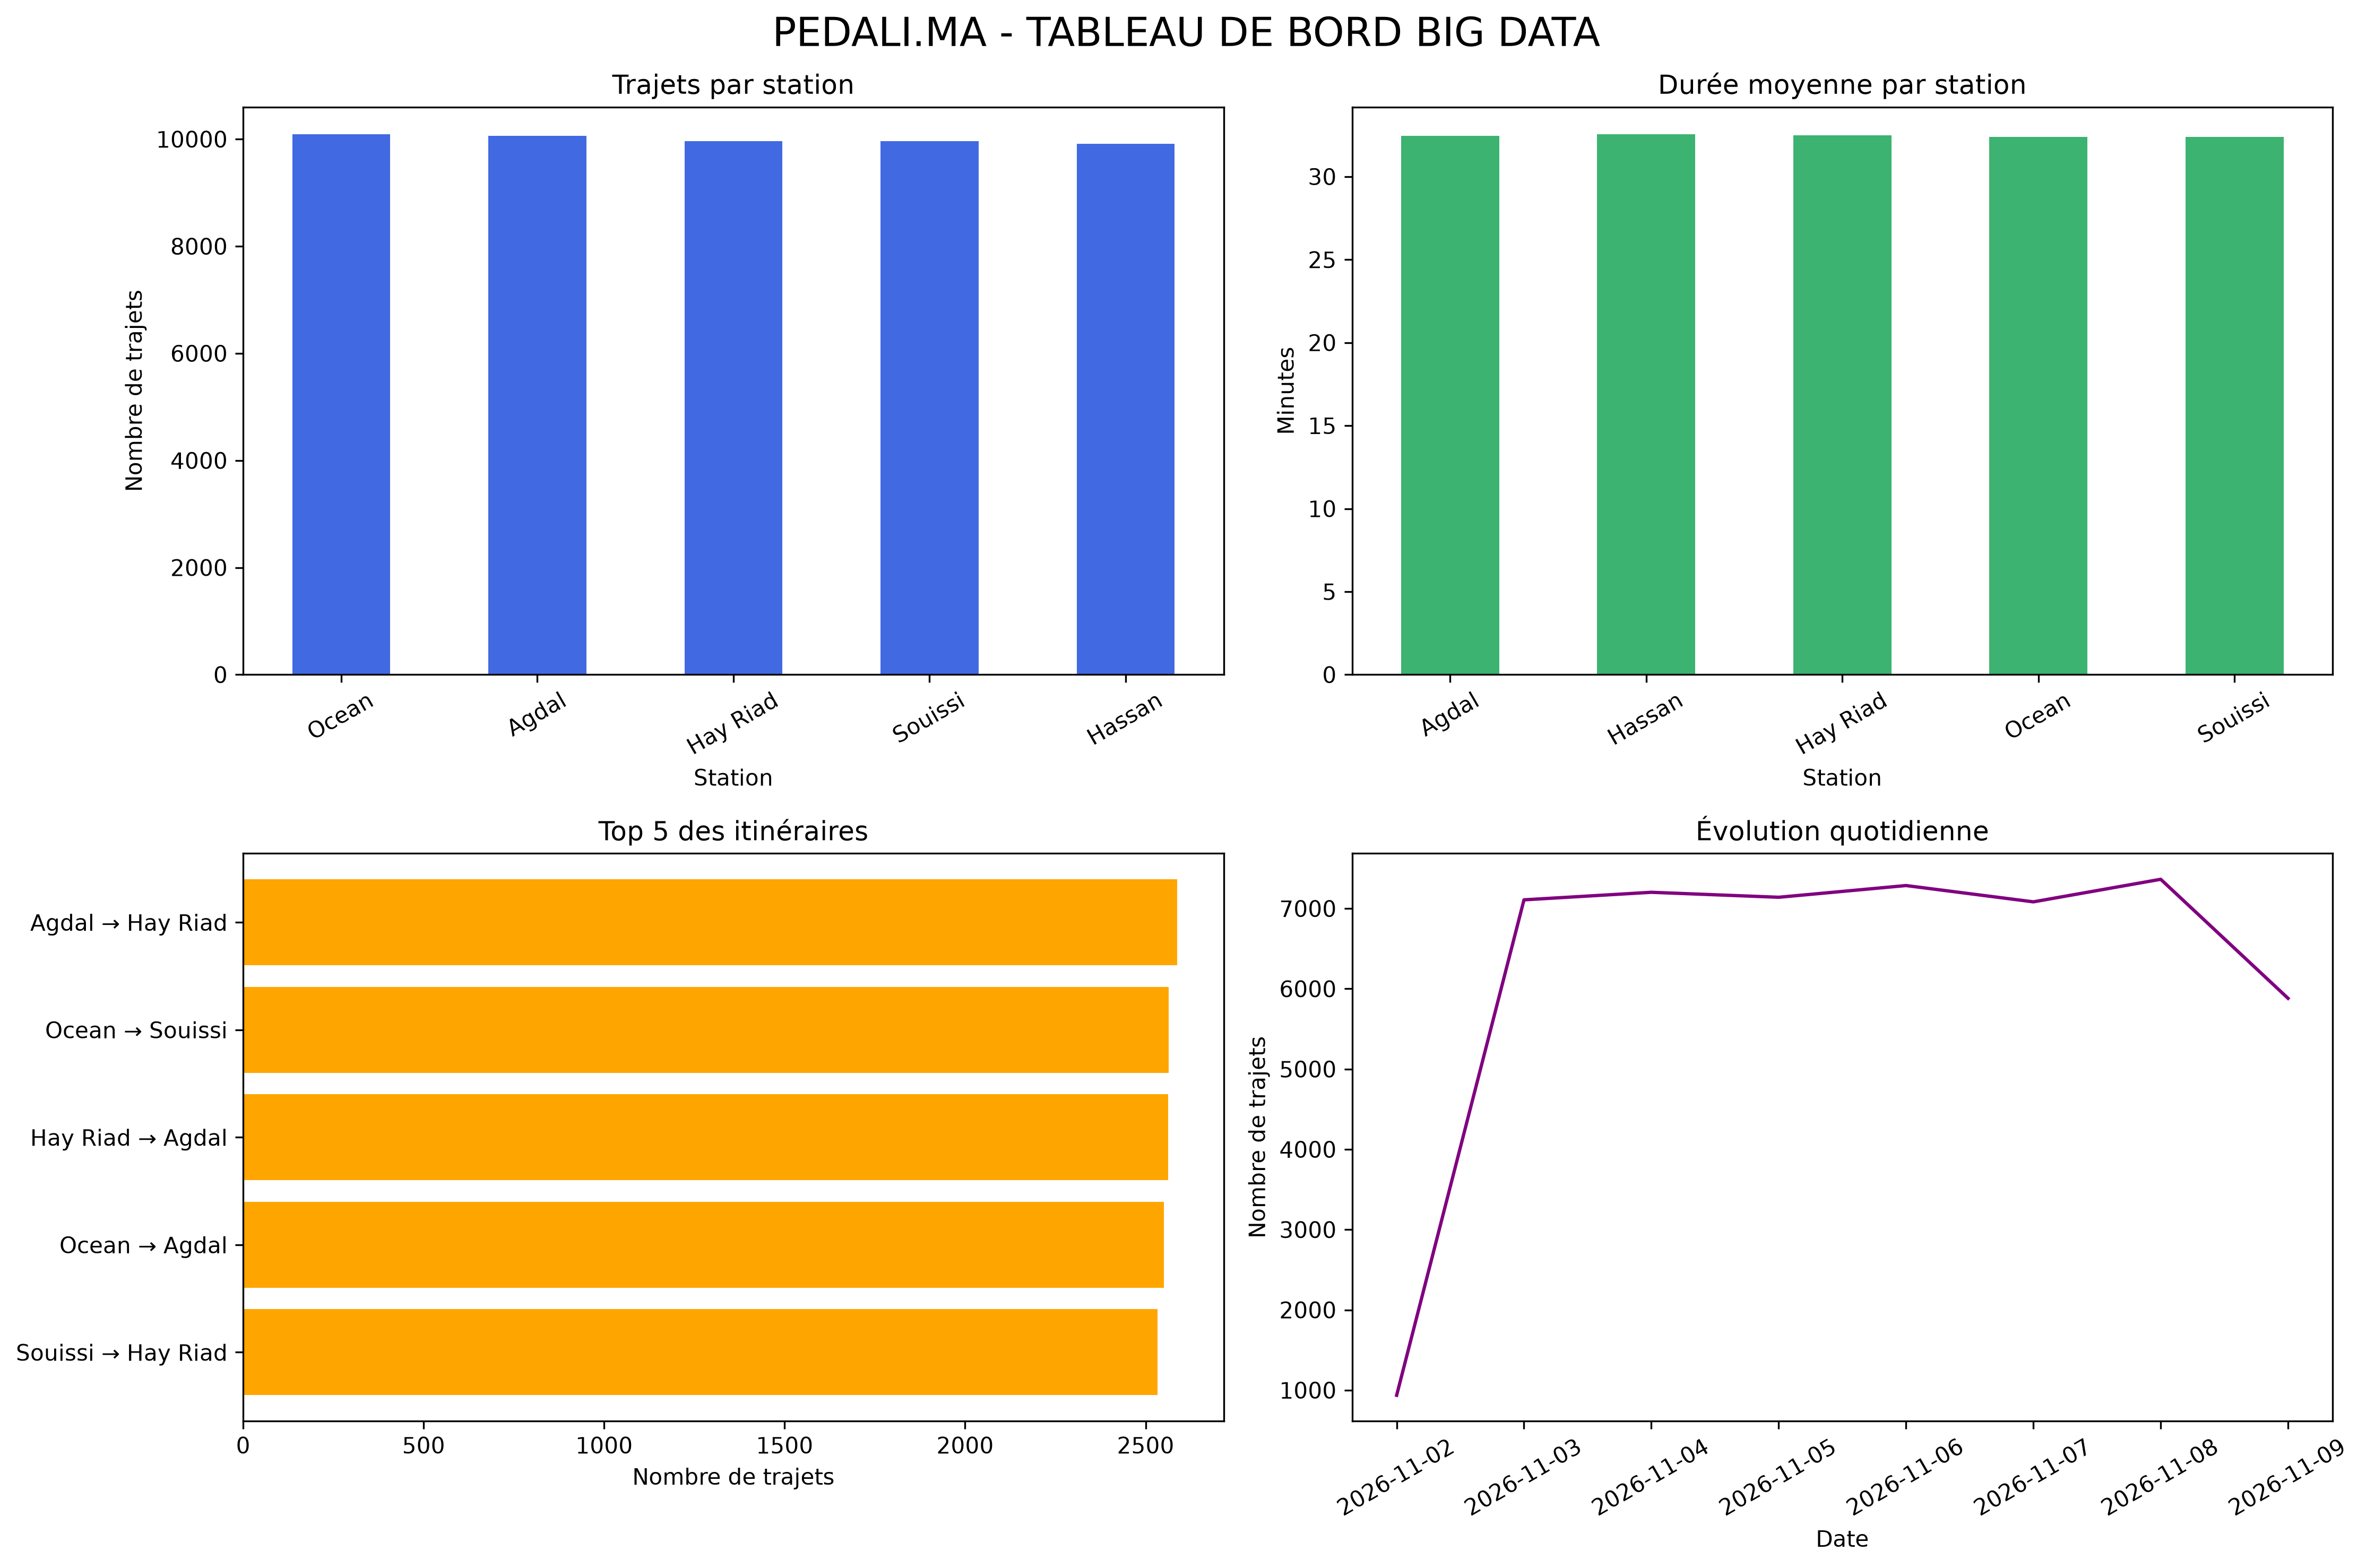 PEDALI.MA - TABLEAU DE BORD BIG DATA
Trajets par station
Nombre de trajets
10000
8000
6000
4000
2000
0
Ocean
Agdal
Hay Riad
Souissi
Hassan
Station
Durée moyenne par station
Minutes
30
25
20
15
10
5
0
Agdal
Hassan
Hay Riad
Ocean
Souissi
Station
Top 5 des itinéraires
Agdal → Hay Riad
Ocean → Souissi
Hay Riad → Agdal
Ocean → Agdal
Souissi → Hay Riad
0
500
1000
1500
2000
2500
Nombre de trajets
Évolution quotidienne
Nombre de trajets
7000
6000
5000
4000
3000
2000
1000
2026-11-02
2026-11-03
2026-11-04
2026-11-05
2026-11-06
2026-11-07
2026-11-08
2026-11-09
Date